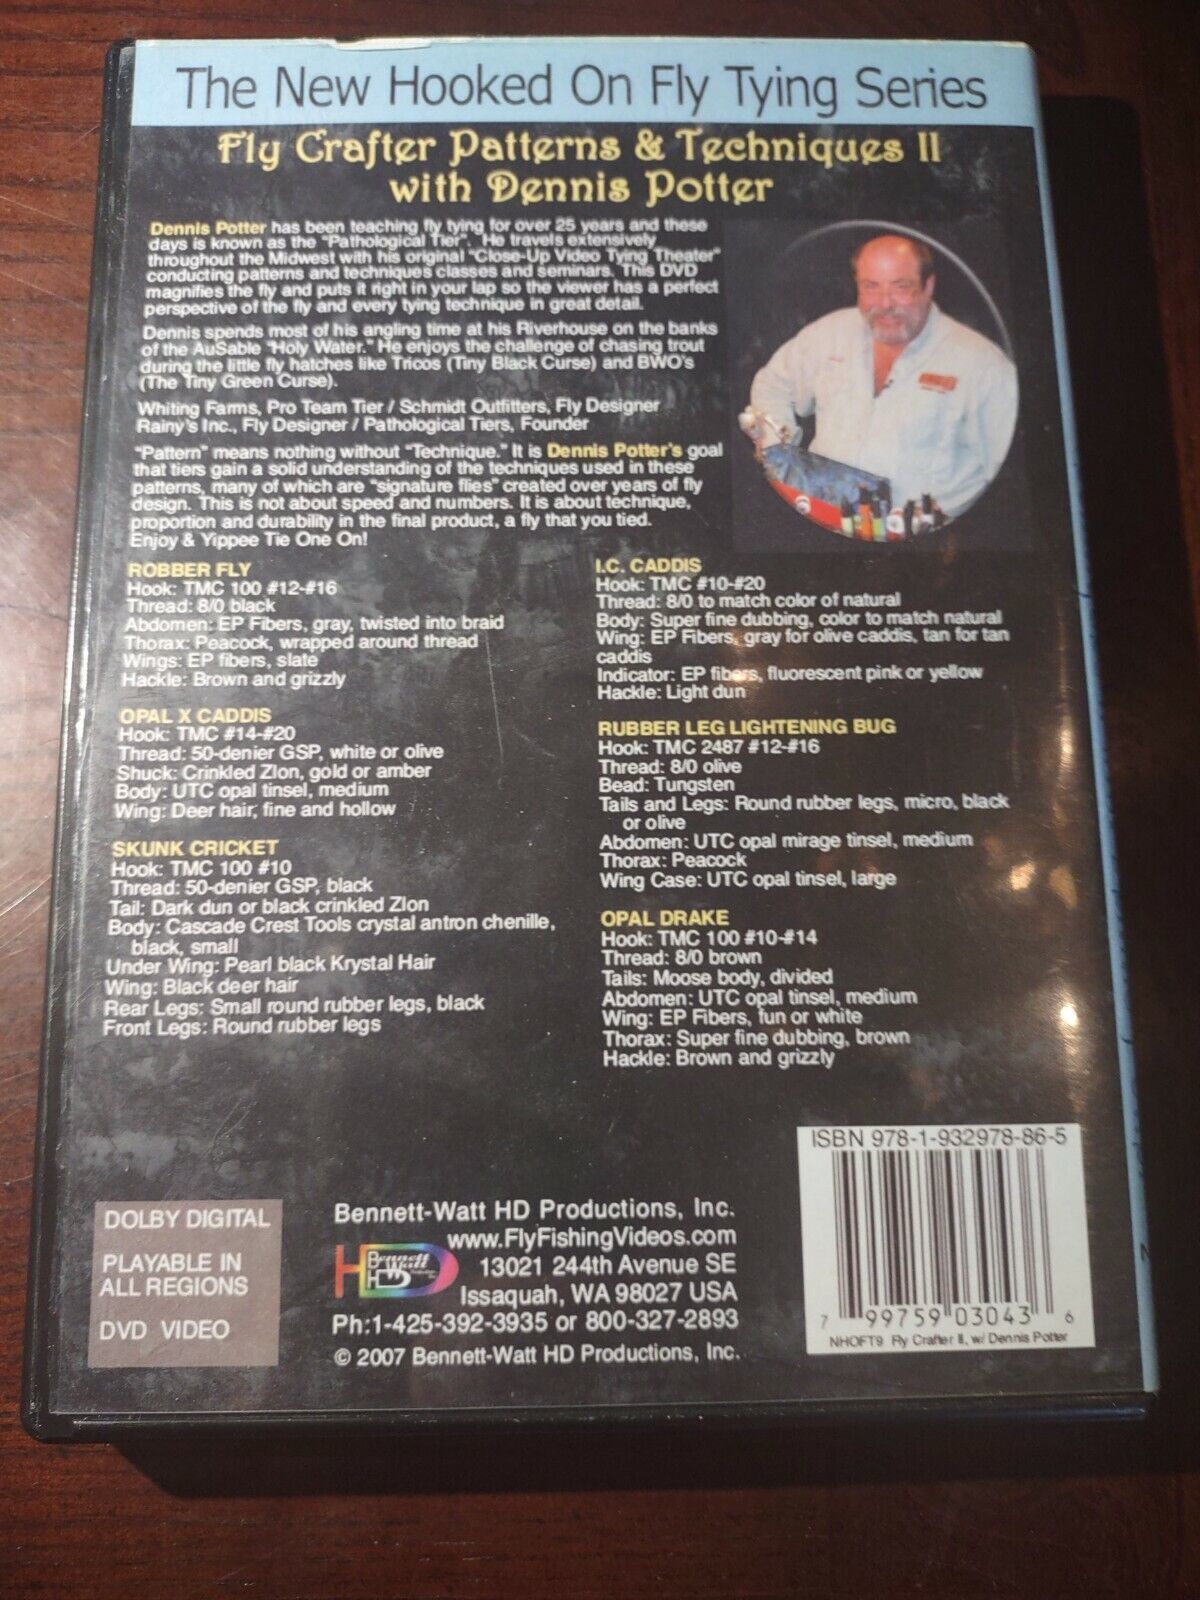 The New Hooked On Fly Tying Series
Fly Crafter Patterns & Techniques II
with Dennis Potter
Dennis Potter has been teaching fly tying for over 25 years and these
days is known as the "Pathological Tier". He travels extensively
throughout the Midwest with his original "Close-Up Video Tying Theater"
conducting patterns and techniques classes and seminars. This DVD
magnifies the fly and puts it right in your lap so the viewer has a perfect
perspective of the fly and every tying technique in great detail.
Dennis spends most of his angling time at his Riverhouse on the banks
of the AuSable "Holy Water." He enjoys the challenge of chasing trout
during the little fly hatches like Tricos (Tiny Black Curse) and BWO's
(The Tiny Green Curse).
Whiting Farms, Pro Team Tier / Schmidt Outfitters, Fly Designer
Rainy's Inc., Fly Designer / Pathological Tiers, Founder
"Pattern" means nothing without "Technique." It is Dennis Potter's goal
that tiers gain a solid understanding of the techniques used in these
patterns, many of which are "signature flies" created over years of fly
design. This is not about speed and numbers. It is about technique,
proportion and durability in the final product, a fly that you tied.
Enjoy & Yippee Tie One On!
ROBBER FLY
Hook: TMC 100 #12-#16
Thread: 8/0 black
Abdomen: EP Fibers, gray, twisted into braid
Thorax: Peacock, wrapped around thread
Wings: EP fibers, slate
Hackle: Brown and grizzly
OPAL X CADDIS
Hook: TMC #14-#20
Thread: 50-denier GSP, white or olive
Shuck: Crinkled Zlon, gold or amber
Body: UTC opal tinsel, medium
Wing: Deer hair, fine and hollow
SKUNK CRICKET
Hook: TMC 100 #10
Thread: 50-denier GSP, black
Tail: Dark dun or black crinkled Zlon
Body: Cascade Crest Tools crystal antron chenille,
black, small
Under Wing: Pearl black Krystal Hair
Wing: Black deer hair
Rear Legs: Small round rubber legs, black
Front Legs: Round rubber legs
I.C. CADDIS
Hook: TMC #10-#20
Thread: 8/0 to match color of natural
Body: Super fine dubbing, color to match natural
Wing: EP Fibers, gray for olive caddis, tan for tan
caddis
Indicator: EP fibers, fluorescent pink or yellow
Hackle: Light dun
RUBBER LEG LIGHTENING BUG
Hook: TMC 2487 #12-#16
Thread: 8/0 olive
Bead: Tungsten
Tails and Legs: Round rubber legs, micro, black
or olive
Abdomen: UTC opal mirage tinsel, medium
Thorax: Peacock
Wing Case: UTC opal tinsel, large
OPAL DRAKE
Hook: TMC 100 #10-#14
Thread: 8/0 brown
Tails: Moose body, divided
Abdomen: UTC opal tinsel, medium
Wing: EP Fibers, fun or white
Thorax: Super fine dubbing, brown
Hackle: Brown and grizzly
DOLBY DIGITAL
PLAYABLE IN
ALL REGIONS
DVD VIDEO
Bennett-Watt HD Productions, Inc.
www.FlyFishingVideos.com
13021 244th Avenue SE
Issaquah, WA 98027 USA
Ph:1-425-392-3935 or 800-327-2893
© 2007 Bennett-Watt HD Productions, Inc.
Bennett
Watt
HD
ISBN 978-1-932978-86-5
7 99759 03043 6
NHOFT9 Fly Crafter II, w/ Dennis Potter